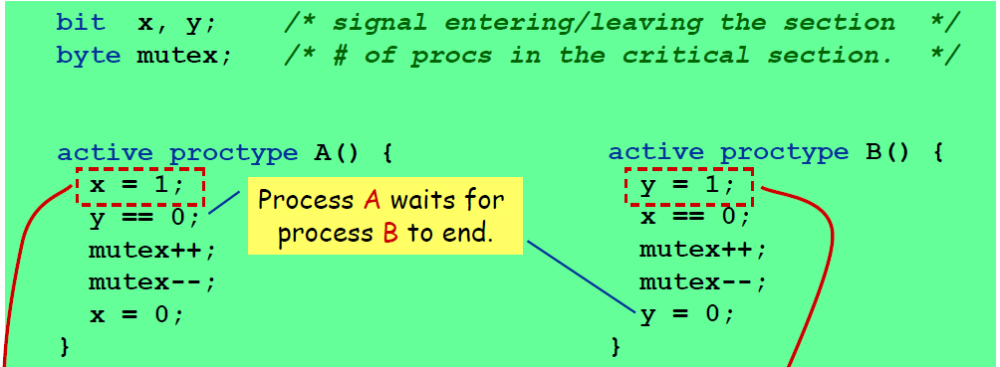 bit  x, y;    /* signal entering/leaving the section  */
byte mutex;   /* # of procs in the critical section.  */
active proctype A() {
x = 1;
y == 0;
mutex++;
mutex--;
x = 0;
}
Process A waits for
process B to end.
active proctype B() {
y = 1;
x == 0;
mutex++;
mutex--;
y = 0;
}